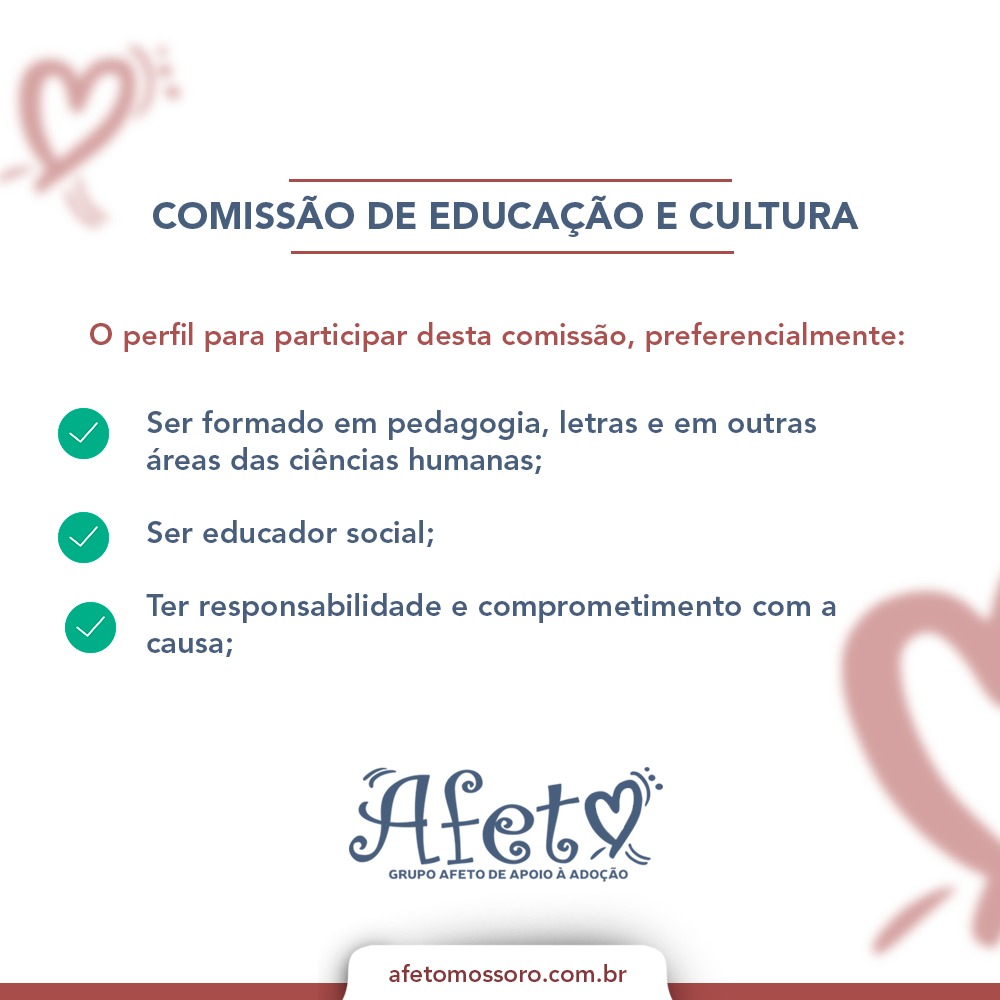 COMISSÃO DE EDUCAÇÃO E CULTURA
O perfil para participar desta comissão, preferencialmente:
Ser formado em pedagogia, letras e em outras
áreas das ciências humanas;
Ser educador social;
Ter responsabilidade e comprometimento com a
causa;
Afeto
GRUPO AFETO DE APOIO À ADOÇÃO
afetomossoro.com.br